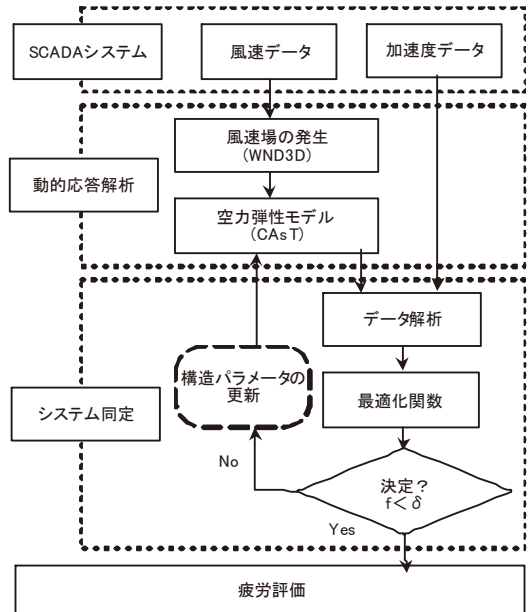 SCADAシステム
風速データ
加速度データ
動的応答解析
風速場の発生
(WND3D)
空力弾性モデル
(CAsT)
システム同定
データ解析
構造パラメータの
更新
最適化関数
No
決定?
f<δ
Yes
疲労評価